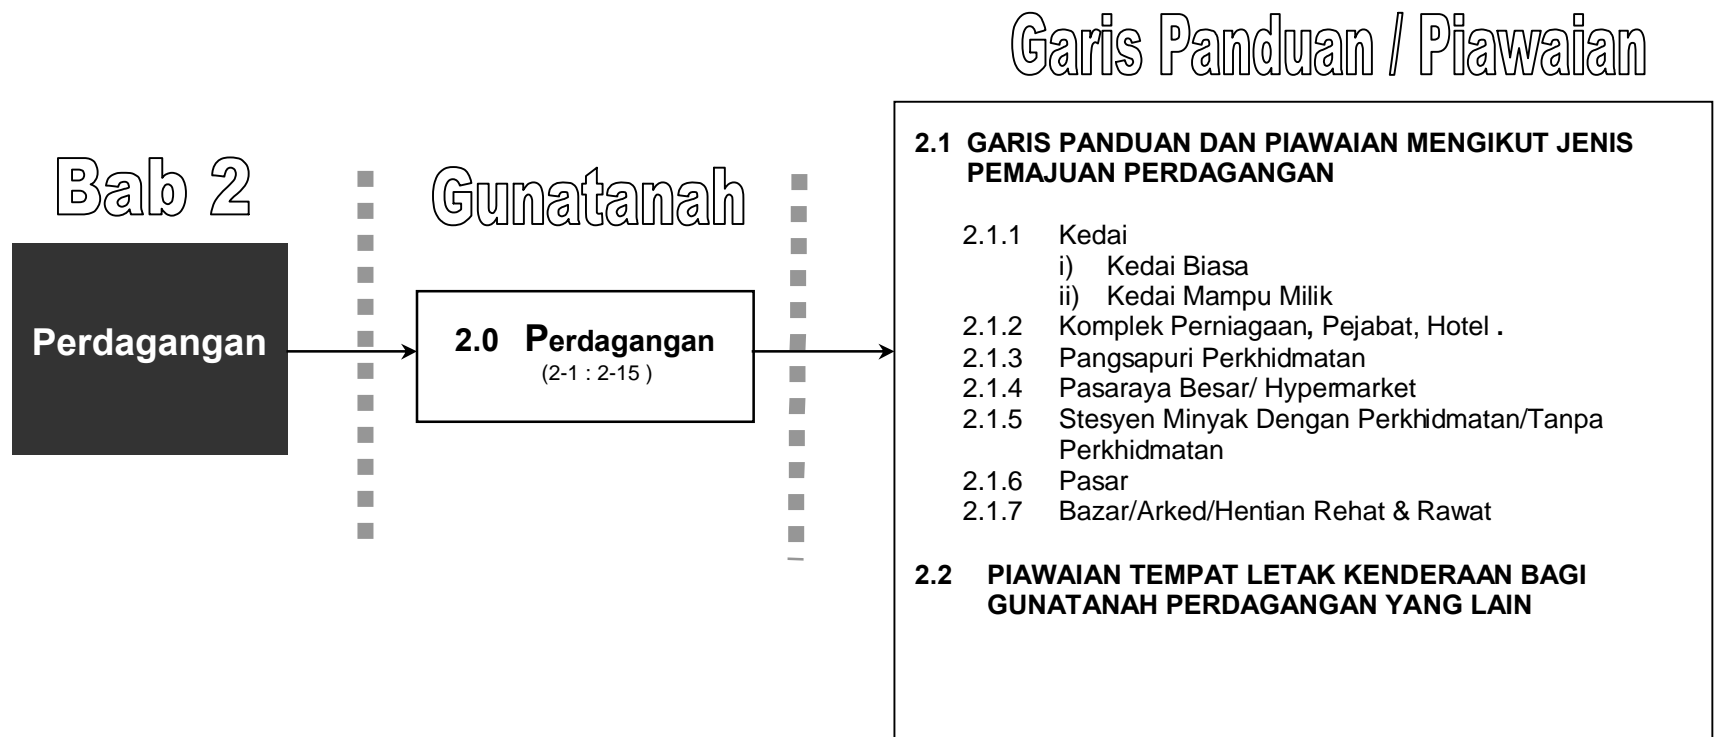 Garis Panduan / Piawaian
Bab 2
Perdagangan
Gunatanah
2.0 Perdagangan
(2-1 : 2-15 )
2.1 GARIS PANDUAN DAN PIAWAIAN MENGIKUT JENIS
PEMAJUAN PERDAGANGAN
2.1.1 Kedai
i) Kedai Biasa
ii) Kedai Mampu Milik
2.1.2 Komplek Perniagaan, Pejabat, Hotel .
2.1.3 Pangsapuri Perkhidmatan
2.1.4 Pasaraya Besar/ Hypermarket
2.1.5 Stesyen Minyak Dengan Perkhidmatan/Tanpa
Perkhidmatan
2.1.6 Pasar
2.1.7 Bazar/Arked/Hentian Rehat & Rawat
2.2 PIAWAIAN TEMPAT LETAK KENDERAAN BAGI
GUNATANAH PERDAGANGAN YANG LAIN